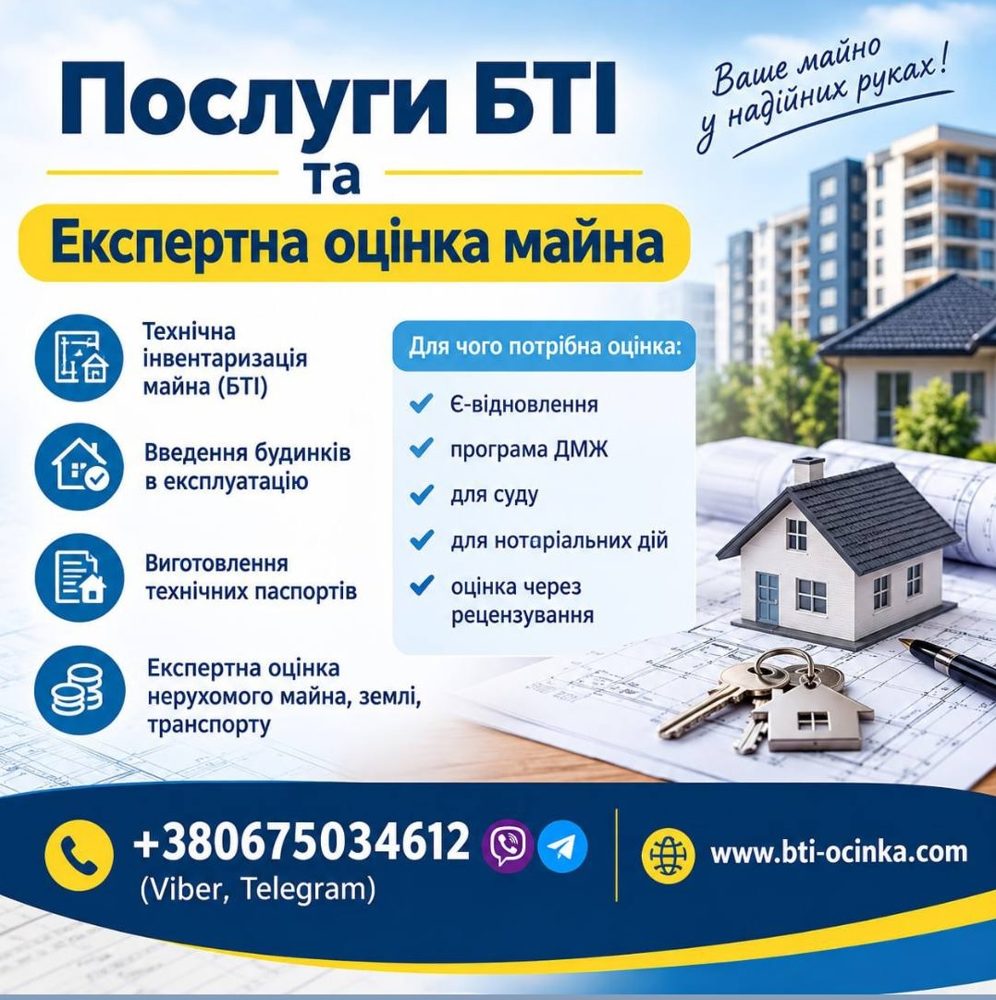 Послуги БТІ
та
Експертна оцінка майна
Ваше майно
у надійних руках!
Технічна
інвентаризація
майна (БТІ)
Введення будинків
в експлуатацію
Виготовлення
технічних паспортів
Експертна оцінка
нерухомого майна, землі,
транспорту
Для чого потрібна оцінка:
Є-відновлення
програма ДМЖ
для суду
для нотаріальних дій
оцінка через
рецензування
+380675034612
(Viber, Telegram)
www.bti-ocinka.com